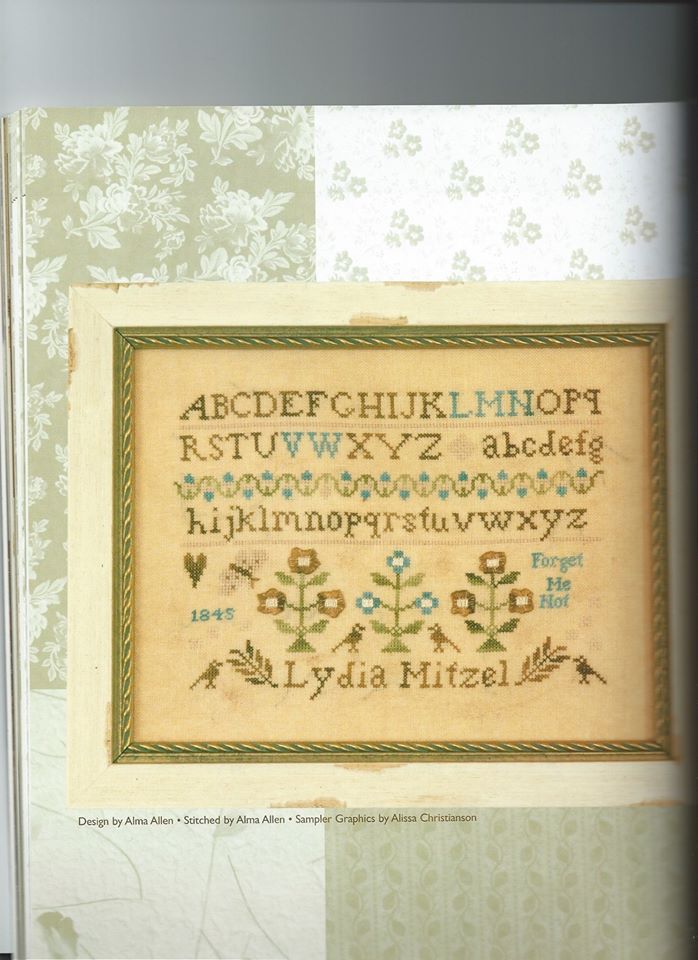 ABCDEFGHIJKLMNOPq
RSTUVWXYZ abcdefg
hijklmnopqrstuvwxyz
Forget
Me
Not
1845
Lydia Mitzel
Design by Alma Allen • Stitched by Alma Allen • Sampler Graphics by Alissa Christianson